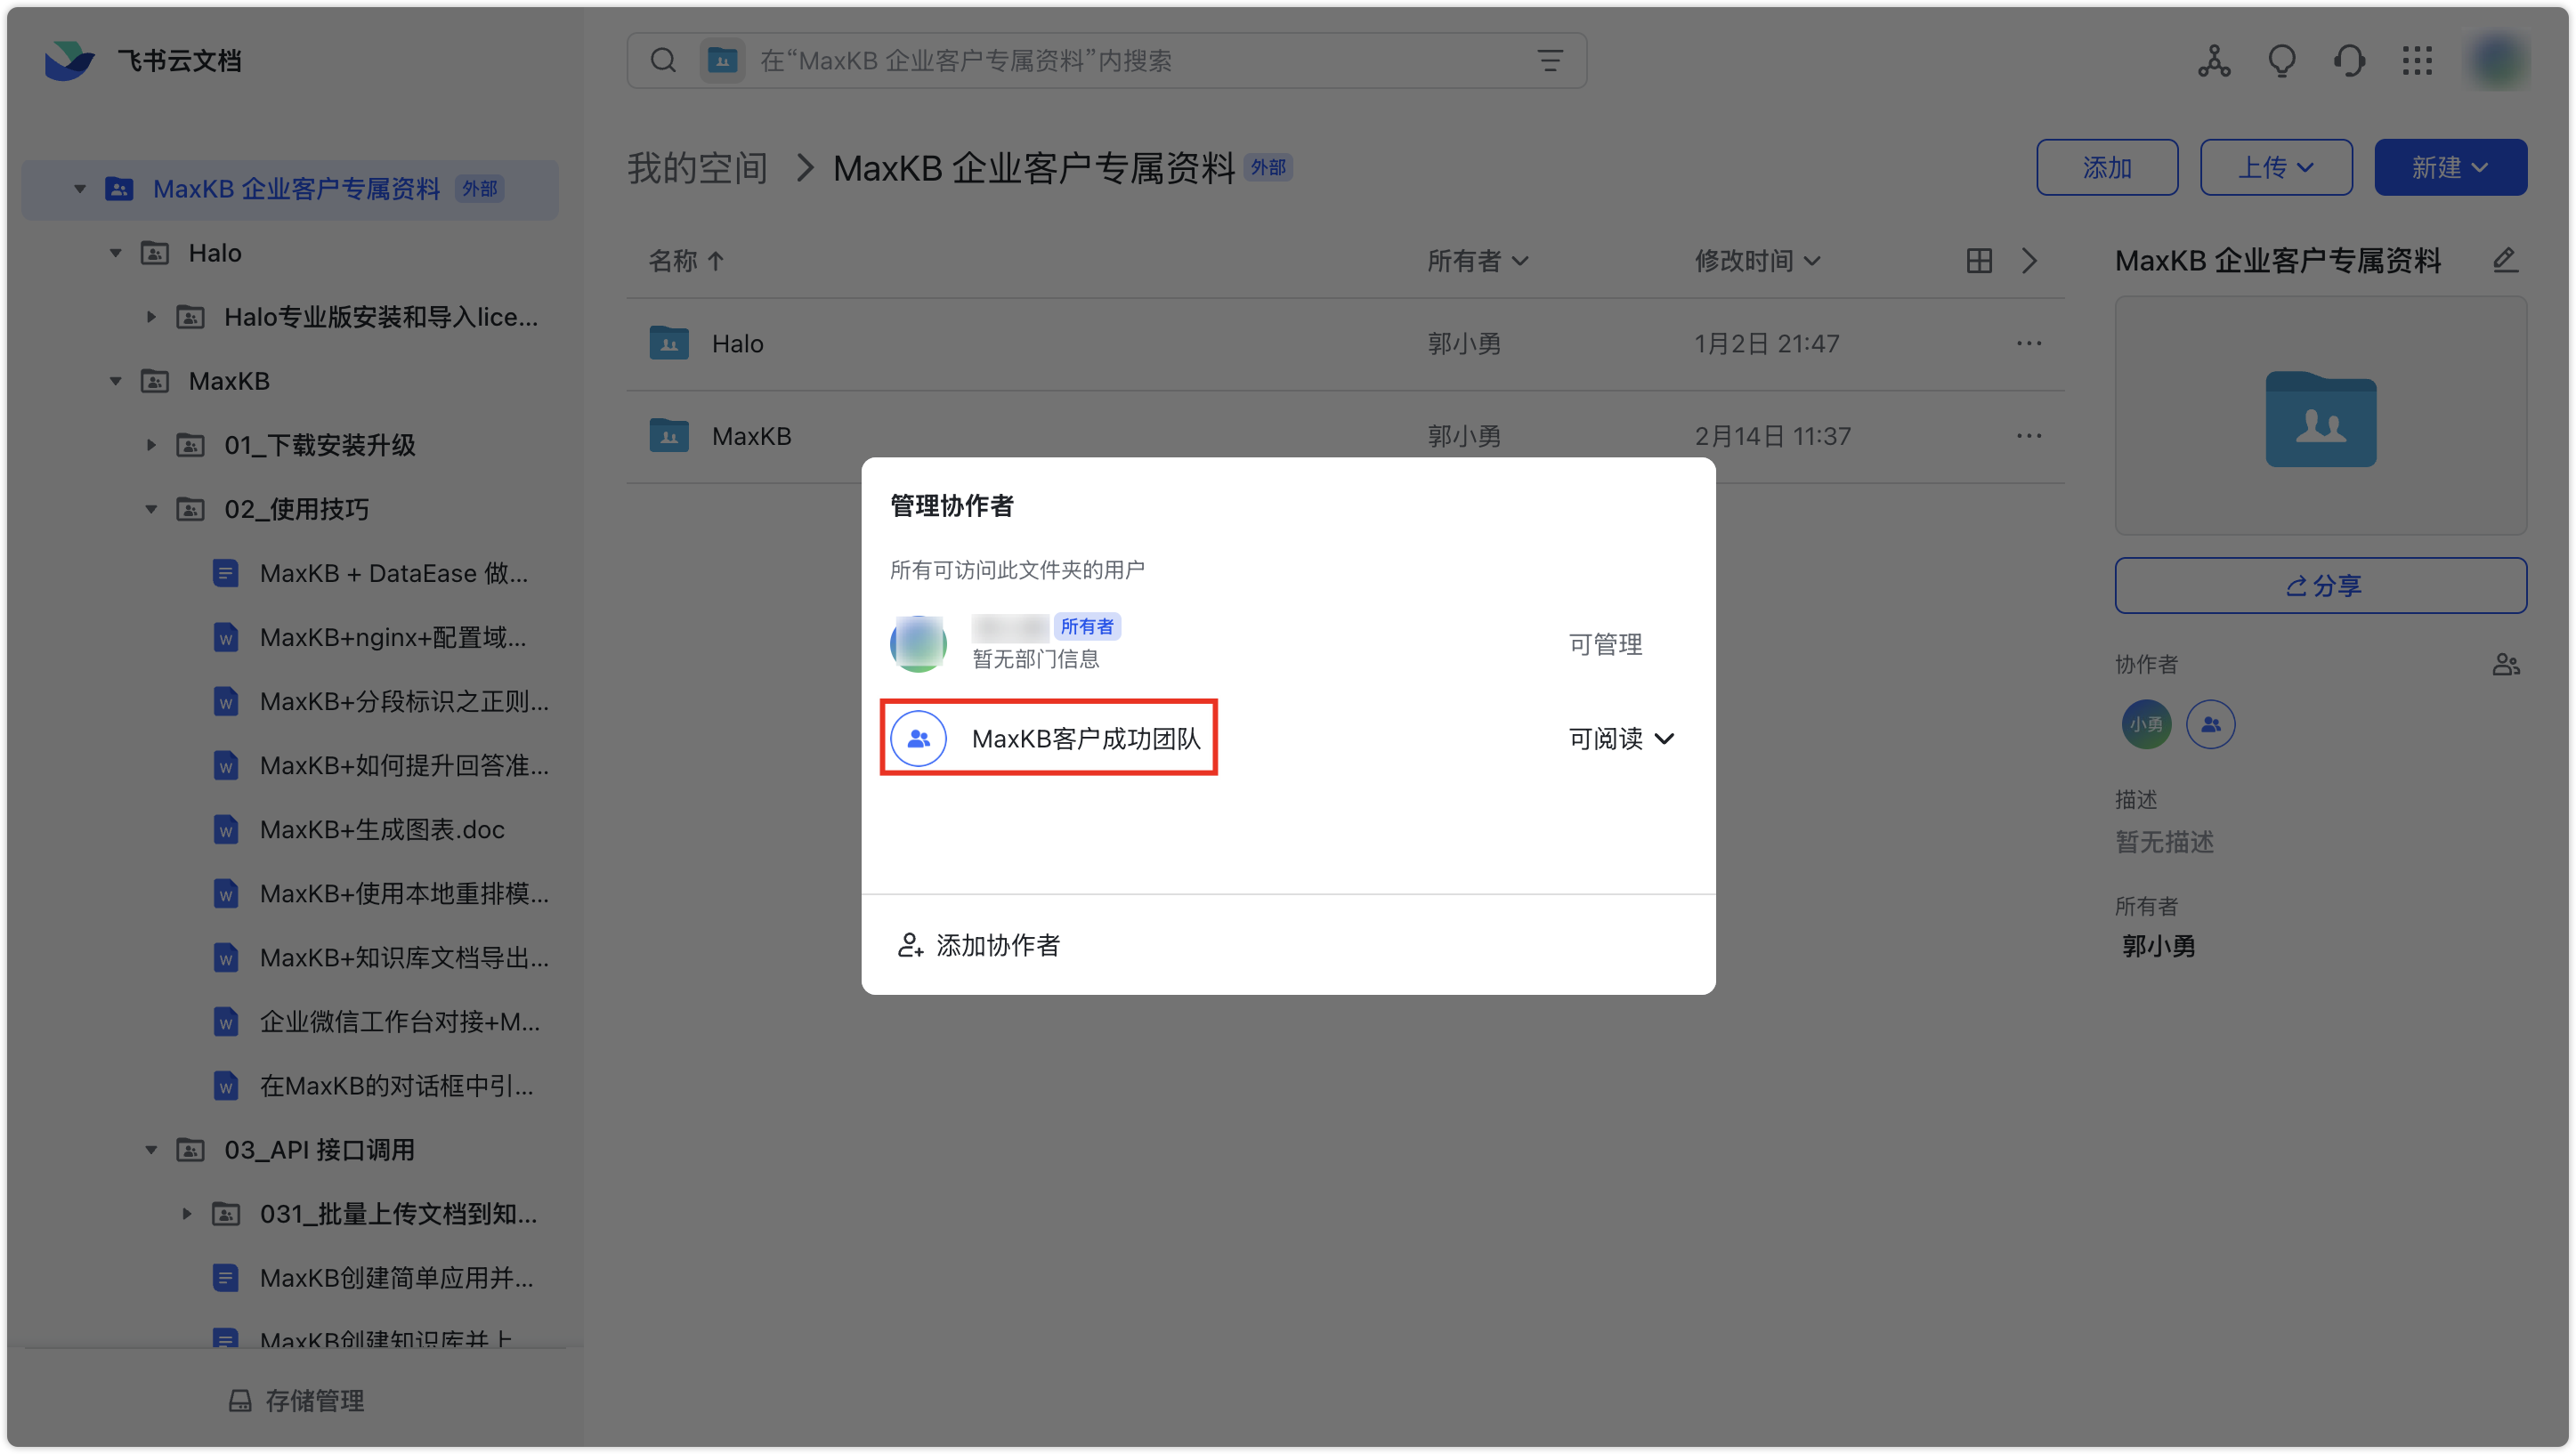 飞书云文档
在“MaxKB 企业客户专属资料”内搜索
MaxKB 企业客户专属资料 外部
Halo
Halo专业版安装和导入lice...
MaxKB
01_下载安装升级
02_使用技巧
MaxKB + DataEase 做...
MaxKB+nginx+配置域...
MaxKB+分段标识之正则...
MaxKB+如何提升回答准...
MaxKB+生成图表.doc
MaxKB+使用本地重排模...
MaxKB+知识库文档导出...
企业微信工作台对接+M...
在MaxKB的对话框中引...
03_API 接口调用
031_批量上传文档到知...
MaxKB创建简单应用并...
MaxKB创建知识库并上
存储管理
我的空间 > MaxKB 企业客户专属资料 外部
添加 上传 新建
名称 所有者 修改时间
Halo 郭小勇 1月2日 21:47
MaxKB 郭小勇 2月14日 11:37
管理协作者
所有可访问此文件夹的用户
所有者
暂无部门信息
可管理
MaxKB客户成功团队 可阅读
添加协作者
MaxKB 企业客户专属资料
分享
协作者
小勇
描述
暂无描述
所有者
郭小勇